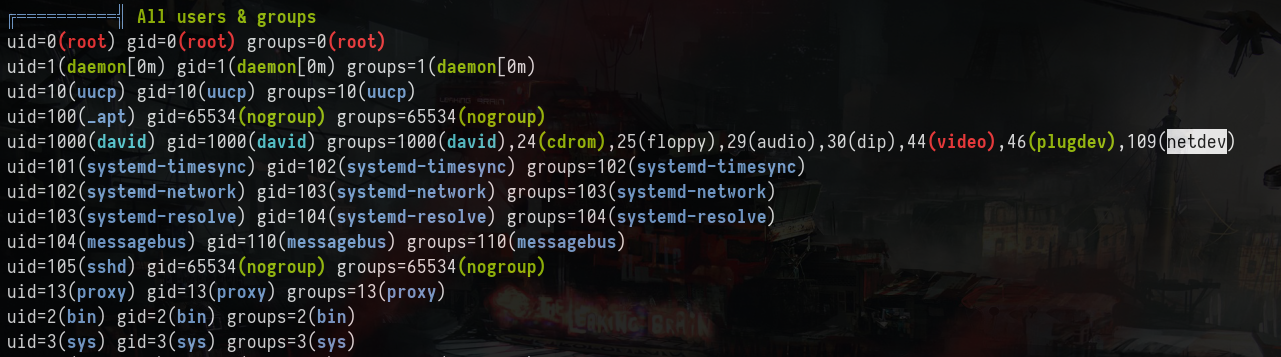 ╔══════════╣ All users & groups
uid=0(root) gid=0(root) groups=0(root)
uid=1(daemon[0m) gid=1(daemon[0m) groups=1(daemon[0m)
uid=10(uucp) gid=10(uucp) groups=10(uucp)
uid=100(_apt) gid=65534(nogroup) groups=65534(nogroup)
uid=1000(david) gid=1000(david) groups=1000(david),24(cdrom),25(floppy),29(audio),30(dip),44(video),46(plugdev),109(netdev)
uid=101(systemd-timesync) gid=102(systemd-timesync) groups=102(systemd-timesync)
uid=102(systemd-network) gid=103(systemd-network) groups=103(systemd-network)
uid=103(systemd-resolve) gid=104(systemd-resolve) groups=104(systemd-resolve)
uid=104(messagebus) gid=110(messagebus) groups=110(messagebus)
uid=105(sshd) gid=65534(nogroup) groups=65534(nogroup)
uid=13(proxy) gid=13(proxy) groups=13(proxy)
uid=2(bin) gid=2(bin) groups=2(bin)
uid=3(sys) gid=3(sys) groups=3(sys)